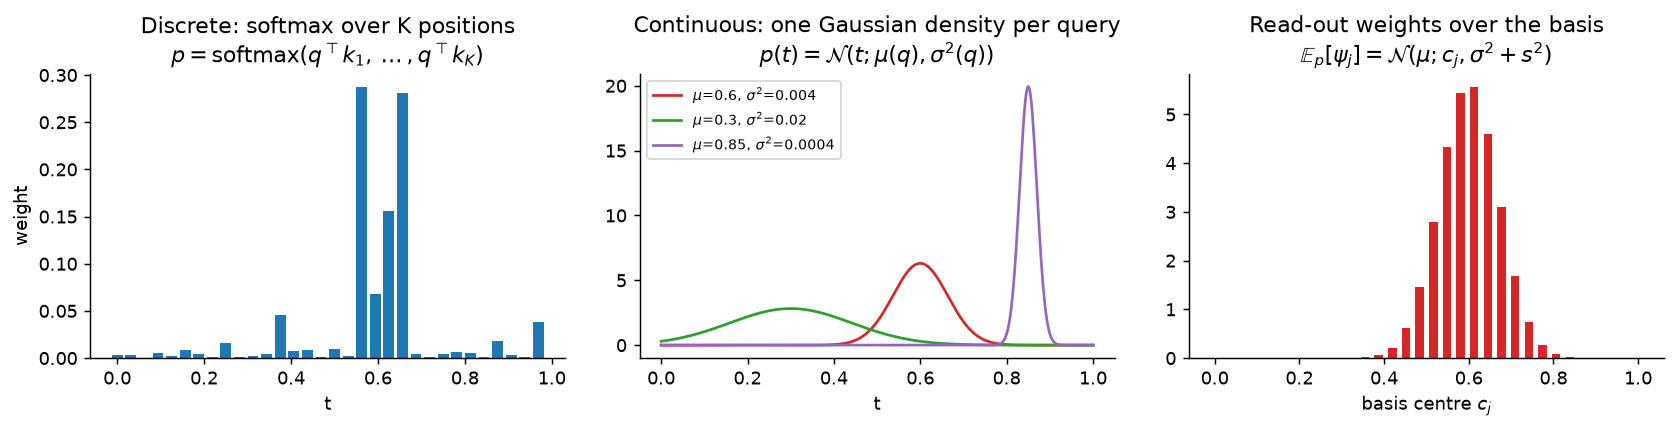 Discrete: softmax over K positions
p = softmax(q⊤k₁, … , q⊤k_K)
0.30
0.25
0.20
0.15
0.10
0.05
0.00
weight
0.0 0.2 0.4 0.6 0.8 1.0
t
Continuous: one Gaussian density per query
p(t) = 𝒩(t; μ(q), σ²(q))
μ=0.6, σ²=0.004
μ=0.3, σ²=0.02
μ=0.85, σ²=0.0004
20
15
10
5
0
0.0 0.2 0.4 0.6 0.8 1.0
t
Read-out weights over the basis
𝔼ₚ[ψⱼ] = 𝒩(μ; cⱼ, σ² + s²)
5
4
3
2
1
0
0.0 0.2 0.4 0.6 0.8 1.0
basis centre cⱼ